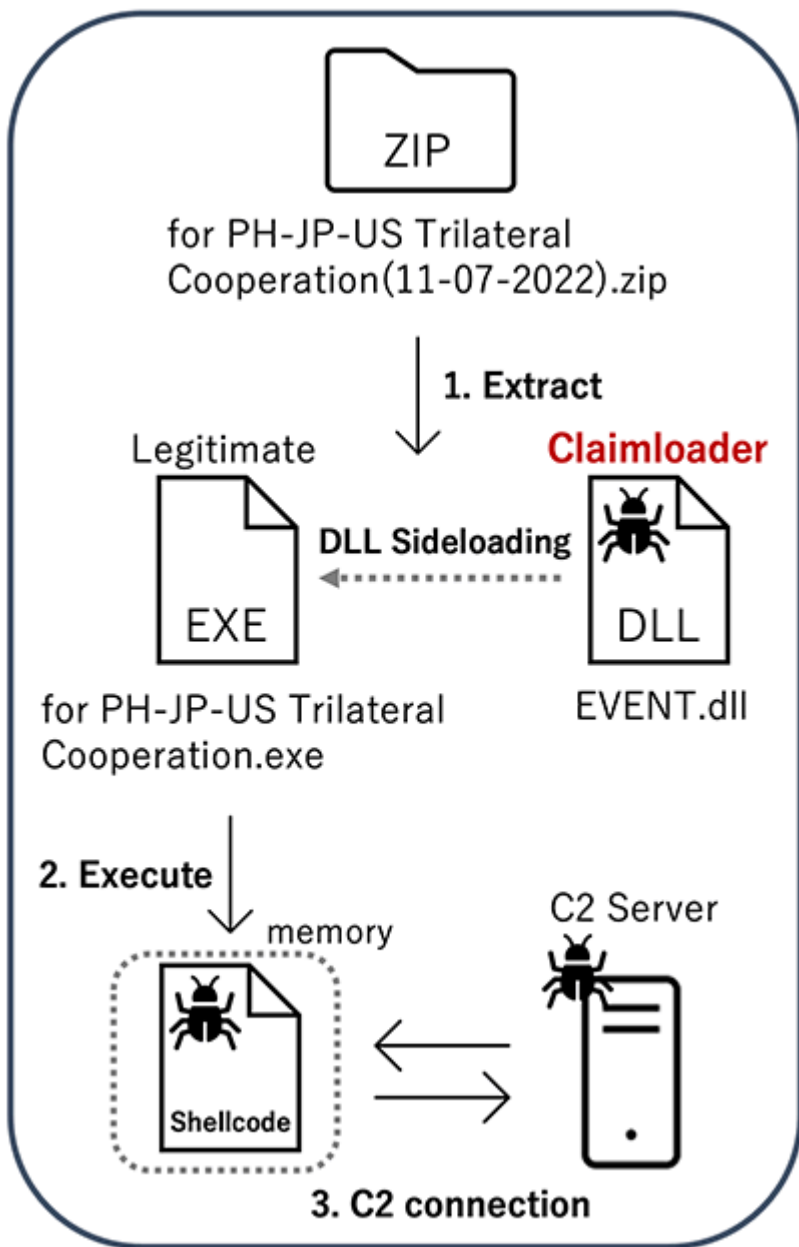 ZIP
for PH-JP-US Trilateral
Cooperation(11-07-2022).zip
1. Extract
Legitimate
Claimloader
DLL Sideloading
EXE
DLL
for PH-JP-US Trilateral
Cooperation.exe
EVENT.dll
2. Execute
memory
C2 Server
Shellcode
3. C2 connection